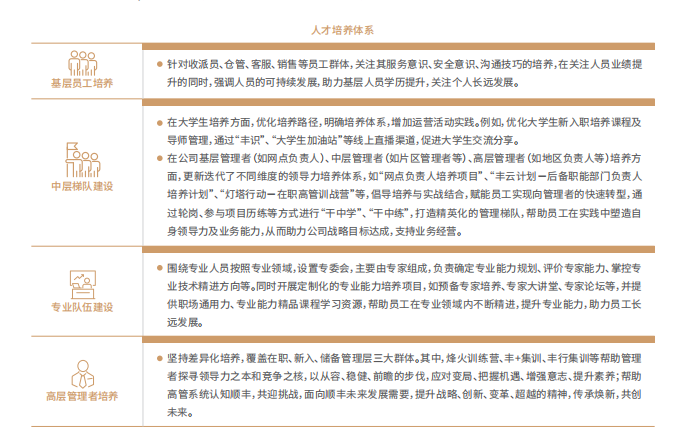 人才培养体系
基层员工培养
● 针对收派员、仓管、客服、销售等员工群体，关注其服务意识、安全意识、沟通技巧的培养，在关注人员业绩提
升的同时，强调人员的可持续发展，助力基层人员学历提升，关注个人长远发展。
中层梯队建设
● 在大学生培养方面，优化培养路径，明确培养体系，增加运营活动实践。例如，优化大学生新入职培养课程及
导师管理，通过“丰识”、“大学生加油站”等线上直播渠道，促进大学生交流分享。
● 在公司基层管理者（如网点负责人）、中层管理者（如片区管理者等）、高层管理者（如地区负责人等）培养方
面，更新迭代了不同维度的领导力培养体系，如“网点负责人培养项目”、“丰云计划－后备职能部门负责人
培养计划”、“灯塔行动－在职高管训战营”等，倡导培养与实战结合，赋能员工实现向管理者的快速转型，通
过轮岗、参与项目历练等方式进行“干中学”、“干中练”，打造精英化的管理梯队，帮助员工在实践中塑造自
身领导力及业务能力，从而助力公司战略目标达成，支持业务经营。
专业队伍建设
● 围绕专业人员按照专业领域，设置专委会，主要由专家组成，负责确定专业能力规划、评价专家能力、掌控专
业技术精进方向等。同时开展定制化的专业能力培养项目，如预备专家培养、专家大讲堂、专家论坛等，并提
供职场通用力、专业能力精品课程学习资源，帮助员工在专业领域内不断精进，提升专业能力，助力员工长
远发展。
高层管理者培养
● 坚持差异化培养，覆盖在职、新入、储备管理层三大群体。其中，烽火训练营、丰+集训、丰行集训等帮助管理
者探寻领导力之本和竞争之核，以从容、稳健、前瞻的步伐，应对变局、把握机遇、增强意志、提升素养；帮助
高管系统认知顺丰，共迎挑战，面向顺丰未来发展需要，提升战略、创新、变革、超越的精神，传承焕新，共创
未来。